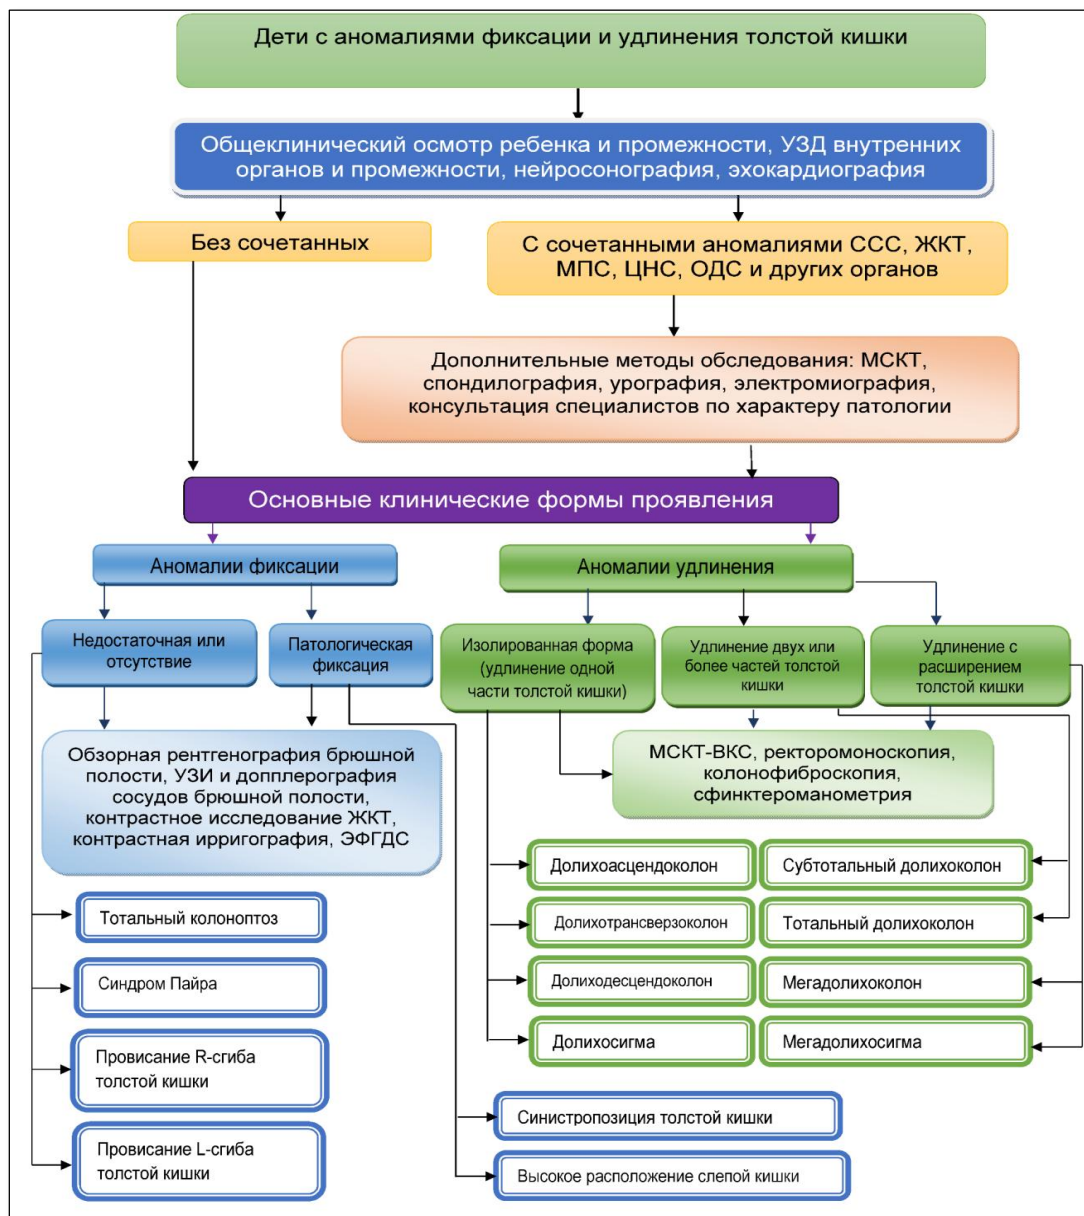 Дети с аномалиями фиксации и удлинения толстой кишки
Общеклинический осмотр ребенка и промежности, УЗД внутренних
органов и промежности, нейросонография, эхокардиография
Без сочетанных
С сочетанными аномалиями ССС, ЖКТ,
МПС, ЦНС, ОДС и других органов
Дополнительные методы обследования: МСКТ,
спондилография, урография, электромиография,
консультация специалистов по характеру патологии
Основные клинические формы проявления
Аномалии фиксации
Аномалии удлинения
Недостаточная или
отсутствие
Патологическая
фиксация
Изолированная форма
(удлинение одной
части толстой кишки)
Удлинение двух или
более частей толстой
кишки
Удлинение с
расширением
толстой кишки
Обзорная рентгенография брюшной
полости, УЗИ и допплерография
сосудов брюшной полости,
контрастное исследование ЖКТ,
контрастная ирригография, ЭФГДС
МСКТ-ВКС, ректоромоноскопия,
колонофиброскопия,
сфинктероманометрия
Долихоасцендоколон
Субтотальный долихоколон
Тотальный колоноптоз
Долихотрансверзоколон
Тотальный долихоколон
Синдром Пайра
Долиходесцендоколон
Мегадолихоколон
Провисание R-сгиба
толстой кишки
Долихосигма
Мегадолихосигма
Провисание L-сгиба
толстой кишки
Синистропозиция толстой кишки
Высокое расположение слепой кишки